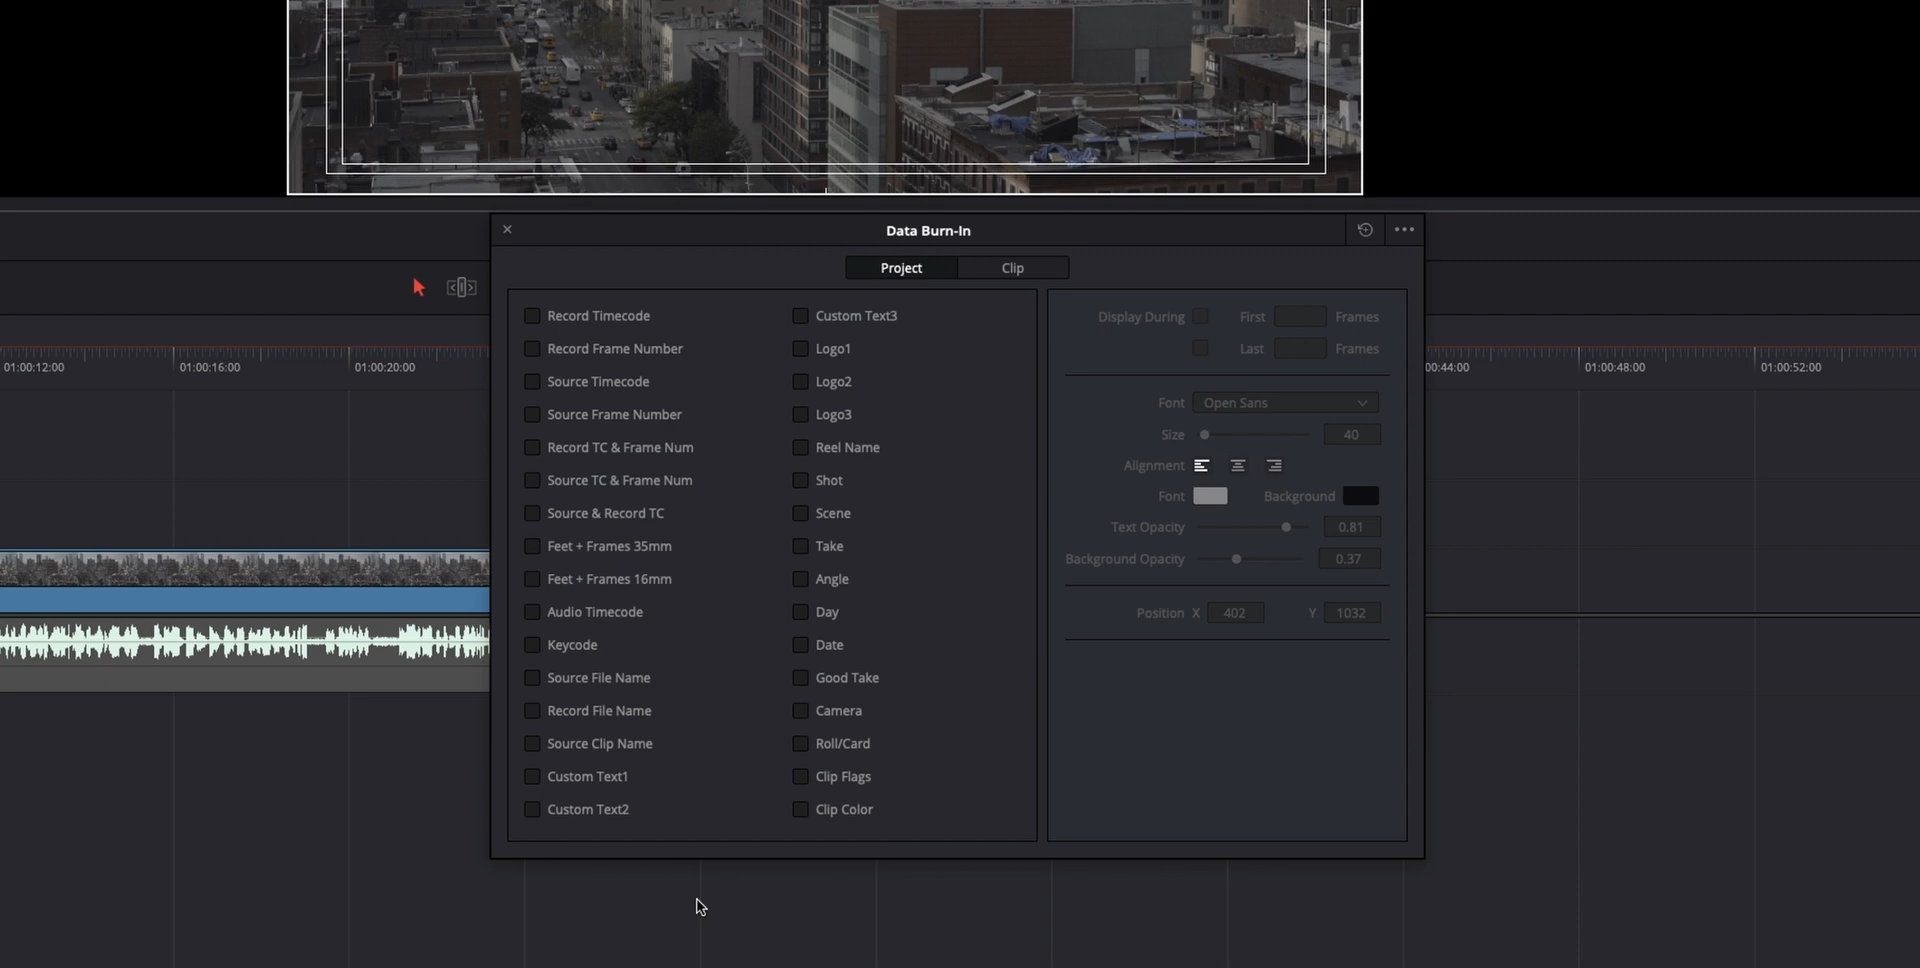 Data Burn-In
Project Clip
Record Timecode
Record Frame Number
Source Timecode
Source Frame Number
Record TC & Frame Num
Source TC & Frame Num
Source & Record TC
Feet + Frames 35mm
Feet + Frames 16mm
Audio Timecode
Keycode
Source File Name
Record File Name
Source Clip Name
Custom Text1
Custom Text2
Custom Text3
Logo1
Logo2
Logo3
Reel Name
Shot
Scene
Take
Angle
Day
Date
Good Take
Camera
Roll/Card
Clip Flags
Clip Color
Display During First Frames
Last Frames
Font Open Sans
Size 40
Alignment
Font Background
Text Opacity 0.81
Background Opacity 0.37
Position X 402 Y 1032
01:00:12:00 01:00:16:00 01:00:20:00 00:44:00 01:00:48:00 01:00:52:00